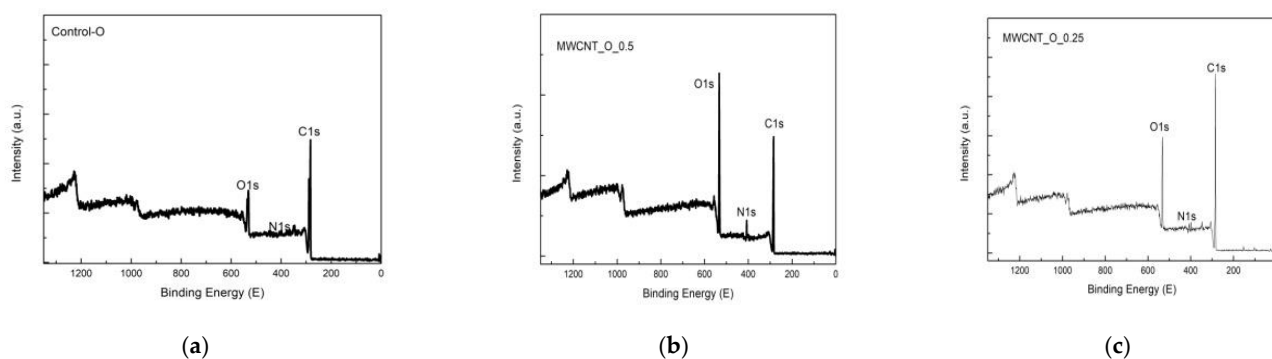 Control-O
Intensity (a.u.)
C1s
O1s
N1s
1200 1000 800 600 400 200 0
Binding Energy (E)
(a)
MWCNT_O_0.5
Intensity (a.u.)
O1s
C1s
N1s
1200 1000 800 600 400 200 0
Binding Energy (E)
(b)
MWCNT_O_0.25
Intensity (a.u.)
C1s
O1s
N1s
1200 1000 800 600 400 200
Binding Energy (E)
(c)